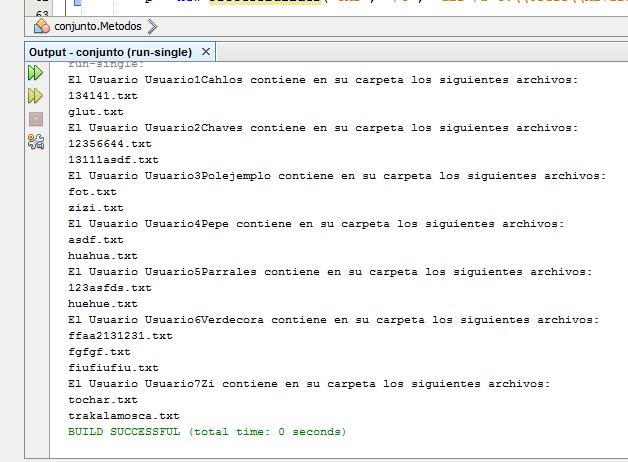 63
conjunto.Metodos
Output - conjunto (run-single)
run-single:
El Usuario Usuario1Cahlos contiene en su carpeta los siguientes archivos:
134141.txt
glut.txt
El Usuario Usuario2Chaves contiene en su carpeta los siguientes archivos:
12356644.txt
13111asdf.txt
El Usuario Usuario3Polejemplo contiene en su carpeta los siguientes archivos:
fot.txt
zizi.txt
El Usuario Usuario4Pepe contiene en su carpeta los siguientes archivos:
asdf.txt
huahua.txt
El Usuario Usuario5Parrales contiene en su carpeta los siguientes archivos:
123asfds.txt
huehue.txt
El Usuario Usuario6Verdecora contiene en su carpeta los siguientes archivos:
ffaa2131231.txt
fgfgf.txt
fiufiufiu.txt
El Usuario Usuario7Zi contiene en su carpeta los siguientes archivos:
tochar.txt
trakalamosca.txt
BUILD SUCCESSFUL (total time: 0 seconds)